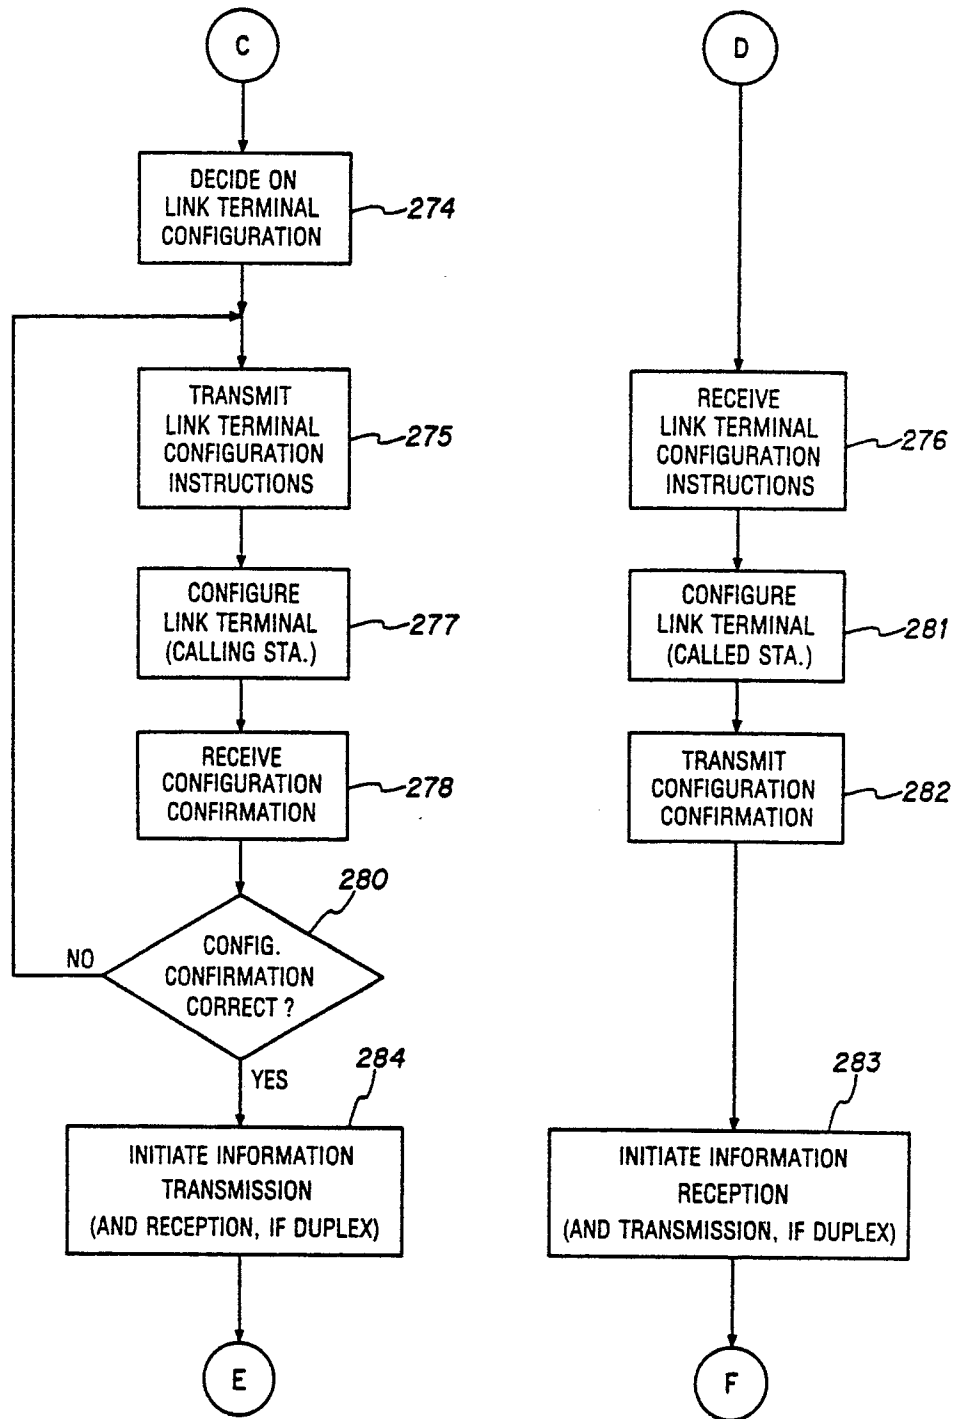 C
DECIDE ON
LINK TERMINAL
CONFIGURATION
274
TRANSMIT
LINK TERMINAL
CONFIGURATION
INSTRUCTIONS
275
CONFIGURE
LINK TERMINAL
(CALLING STA.)
277
RECEIVE
CONFIGURATION
CONFIRMATION
278
280
CONFIG.
CONFIRMATION
CORRECT ?
NO
YES
284
INITIATE INFORMATION
TRANSMISSION
(AND RECEPTION, IF DUPLEX)
E
D
RECEIVE
LINK TERMINAL
CONFIGURATION
INSTRUCTIONS
276
CONFIGURE
LINK TERMINAL
(CALLED STA.)
281
TRANSMIT
CONFIGURATION
CONFIRMATION
282
283
INITIATE INFORMATION
RECEPTION
(AND TRANSMISSION, IF DUPLEX)
F